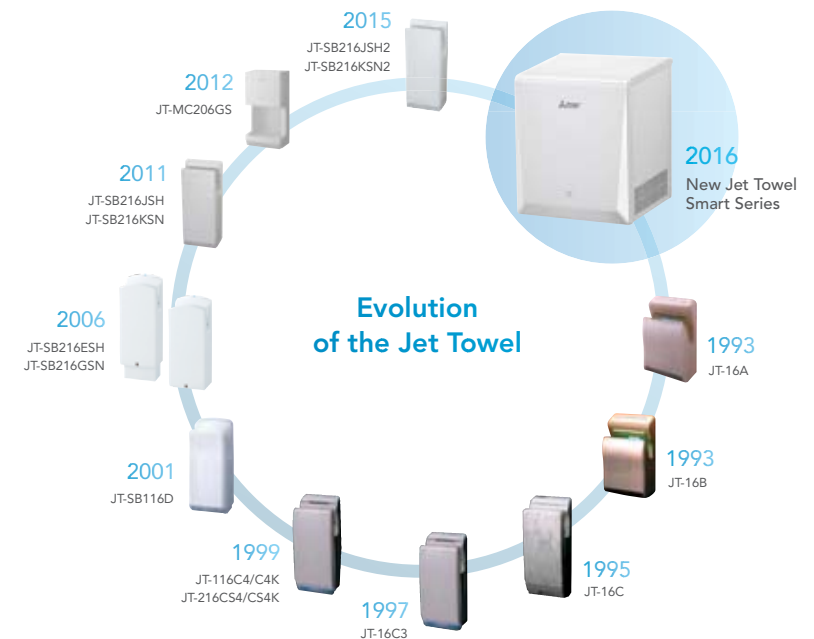 2015
JT-SB216JSH2
JT-SB216KSN2
2012
JT-MC206GS
2016
New Jet Towel
Smart Series
2011
JT-SB216JSH
JT-SB216KSN
Evolution
of the Jet Towel
2006
JT-SB216ESH
JT-SB216GSN
1993
JT-16A
1993
JT-16B
2001
JT-SB116D
1999
JT-116C4/C4K
JT-216CS4/CS4K
1995
JT-16C
1997
JT-16C3